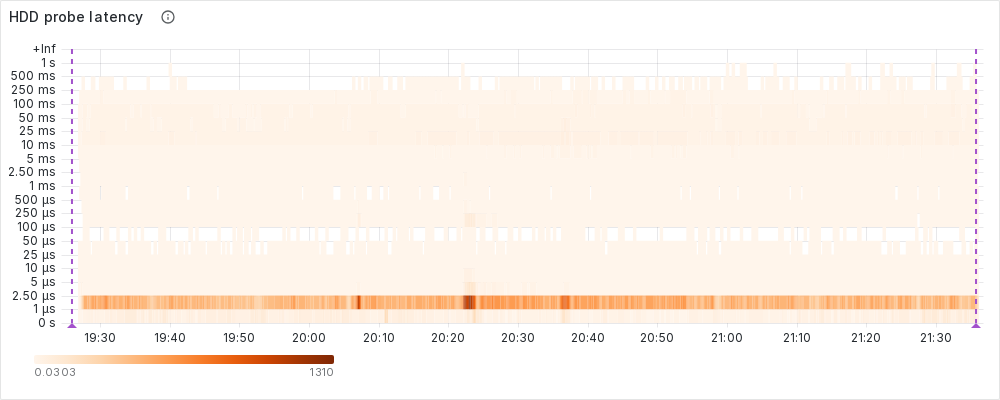 HDD probe latency
+Inf
1 s
500 ms
250 ms
100 ms
50 ms
25 ms
10 ms
5 ms
2.50 ms
1 ms
500 µs
250 µs
100 µs
50 µs
25 µs
10 µs
5 µs
2.50 µs
1 µs
0 s
19:30 19:40 19:50 20:00 20:10 20:20 20:30 20:40 20:50 21:00 21:10 21:20 21:30
0.0303 1310